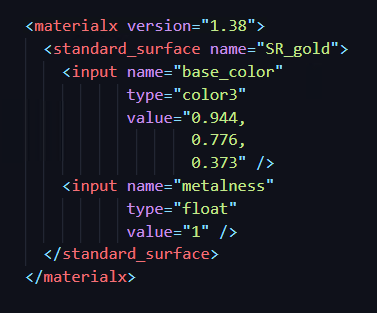 <materialx version="1.38">
<standard_surface name="SR_gold">
<input name="base_color"
type="color3"
value="0.944,
0.776,
0.373" />
<input name="metalness"
type="float"
value="1" />
</standard_surface>
</materialx>